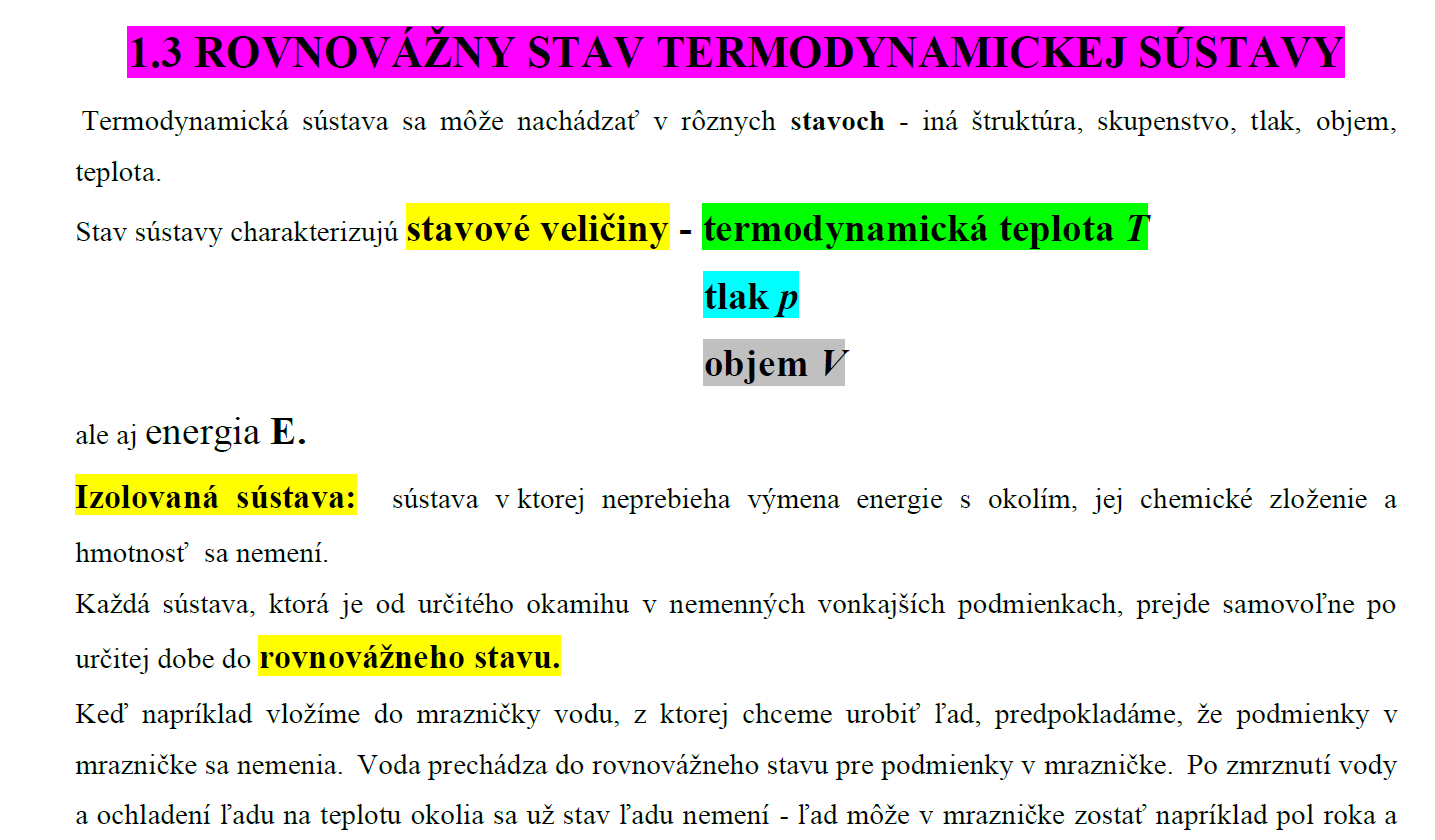 1.3 ROVNOVÁŽNY STAV TERMODYNAMICKEJ SÚSTAVY
Termodynamická sústava sa môže nachádzať v rôznych stavoch - iná štruktúra, skupenstvo, tlak, objem,
teplota.
Stav sústavy charakterizujú stavové veličiny - termodynamická teplota T
tlak p
objem V
ale aj energia E.
Izolovaná sústava: sústava v ktorej neprebieha výmena energie s okolím, jej chemické zloženie a
hmotnosť sa nemení.
Každá sústava, ktorá je od určitého okamihu v nemenných vonkajších podmienkach, prejde samovoľne po
určitej dobe do rovnovážneho stavu.
Keď napríklad vložíme do mrazničky vodu, z ktorej chceme urobiť ľad, predpokladáme, že podmienky v
mrazničke sa nemenia. Voda prechádza do rovnovážneho stavu pre podmienky v mrazničke. Po zmrznutí vody
a ochladení ľadu na teplotu okolia sa už stav ľadu nemení - ľad môže v mrazničke zostať napríklad pol roka a